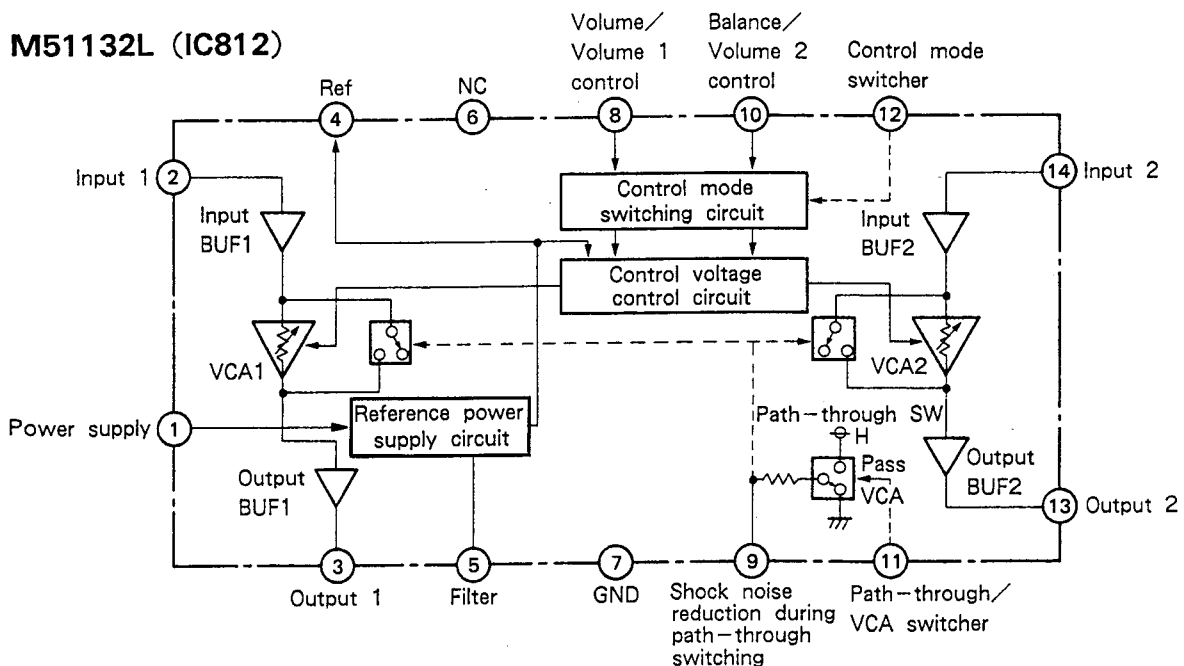 M51132L (IC812)
Volume/
Volume 1
control
Balance/
Volume 2
control
Control mode
switcher
Ref
NC
4
6
8
10
12
Input 1
2
14
Input 2
Input
BUF1
Control mode
switching circuit
Input
BUF2
Control voltage
control circuit
VCA1
VCA2
Power supply
1
Reference power
supply circuit
Path-through SW
H
Pass
VCA
Output
BUF1
Output
BUF2
13
Output 2
3
5
7
9
11
Output 1
Filter
GND
Shock noise
reduction during
path-through
switching
Path-through/
VCA switcher